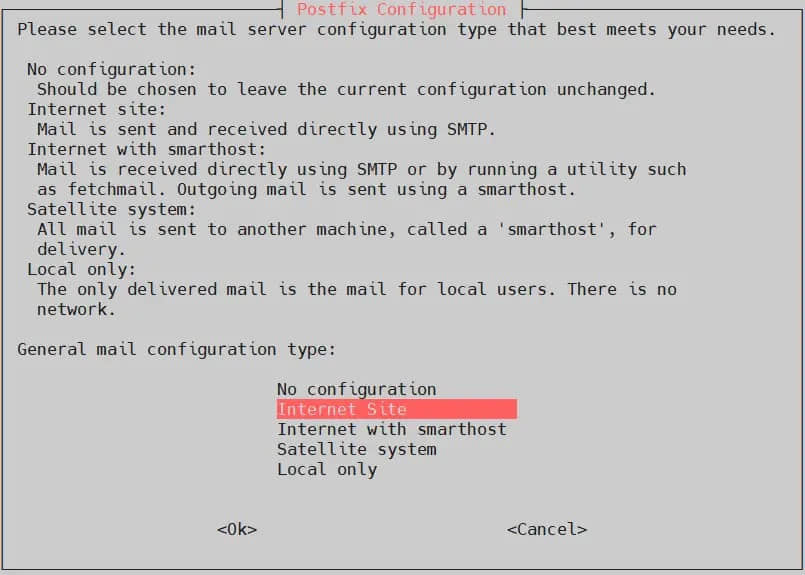 Postfix Configuration
Please select the mail server configuration type that best meets your needs.
No configuration:
Should be chosen to leave the current configuration unchanged.
Internet site:
Mail is sent and received directly using SMTP.
Internet with smarthost:
Mail is received directly using SMTP or by running a utility such
as fetchmail. Outgoing mail is sent using a smarthost.
Satellite system:
All mail is sent to another machine, called a 'smarthost', for
delivery.
Local only:
The only delivered mail is the mail for local users. There is no
network.
General mail configuration type:
No configuration
Internet Site
Internet with smarthost
Satellite system
Local only
<Ok> <Cancel>